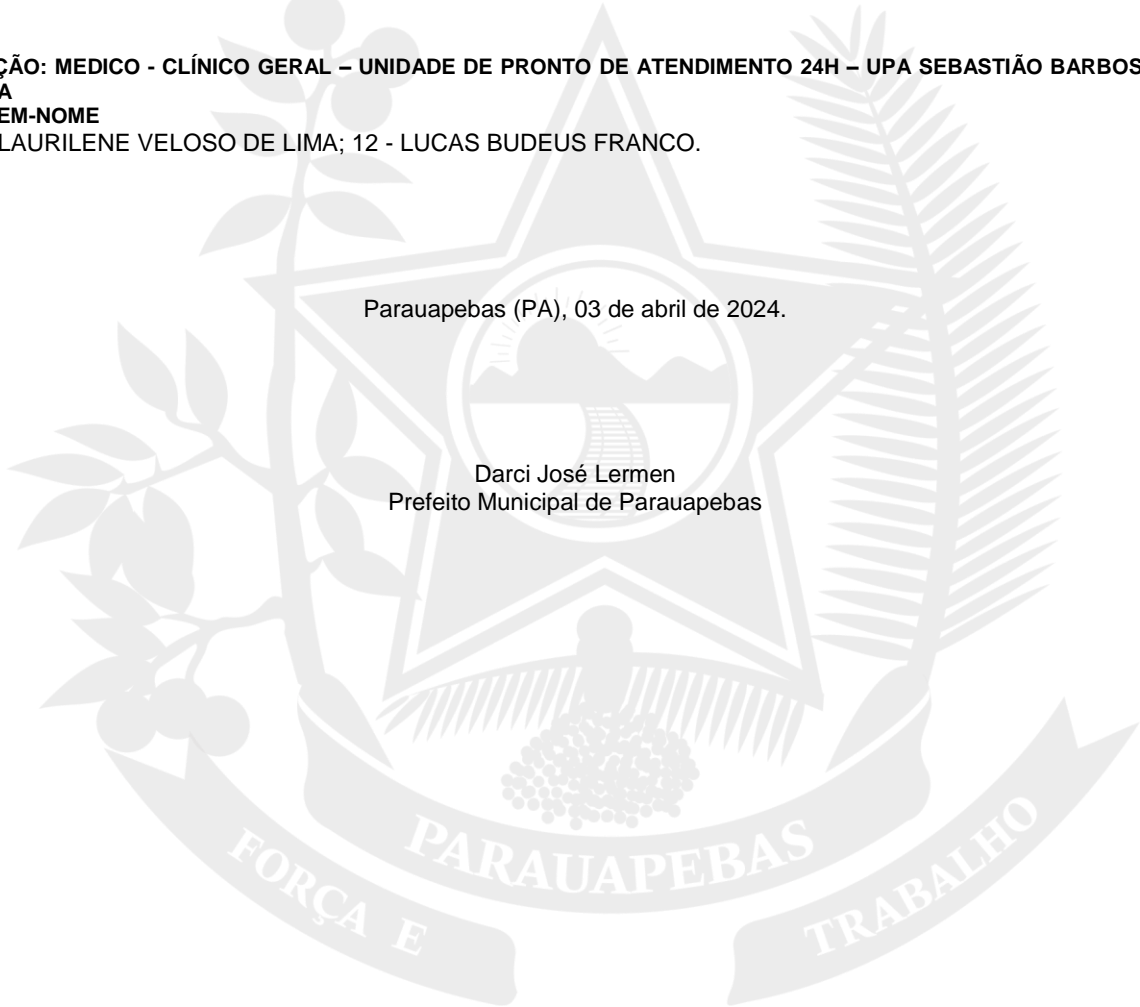 ÇÃO: MEDICO - CLÍNICO GERAL – UNIDADE DE PRONTO DE ATENDIMENTO 24H – UPA SEBASTIÃO BARBOS
A
EM-NOME
LAURILENE VELOSO DE LIMA; 12 - LUCAS BUDEUS FRANCO.
Parauapebas (PA), 03 de abril de 2024.
Darci José Lermen
Prefeito Municipal de Parauapebas
PARAUAPEBAS
FORÇA E TRABALHO